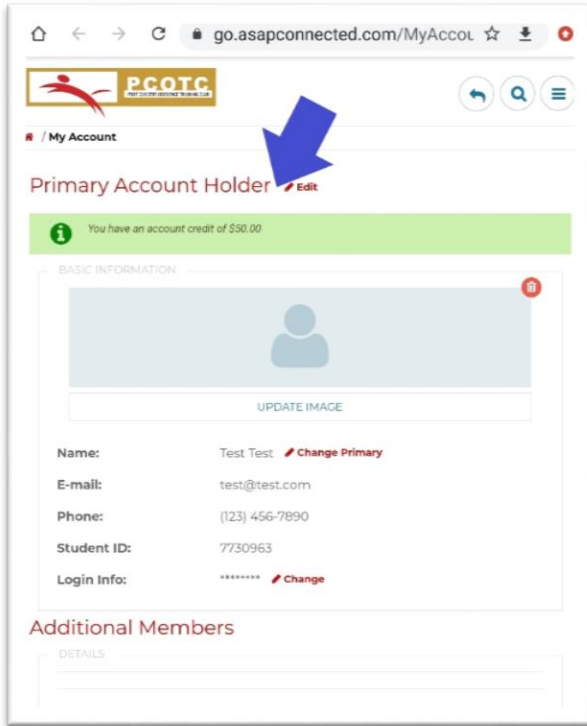 go.asapconnected.com/MyAccou
PCOTC
/ My Account
Primary Account Holder Edit
You have an account credit of $50.00
BASIC INFORMATION
UPDATE IMAGE
Name: Test Test Change Primary
E-mail: test@test.com
Phone: (123) 456-7890
Student ID: 7730963
Login Info: ******** Change
Additional Members
DETAILS